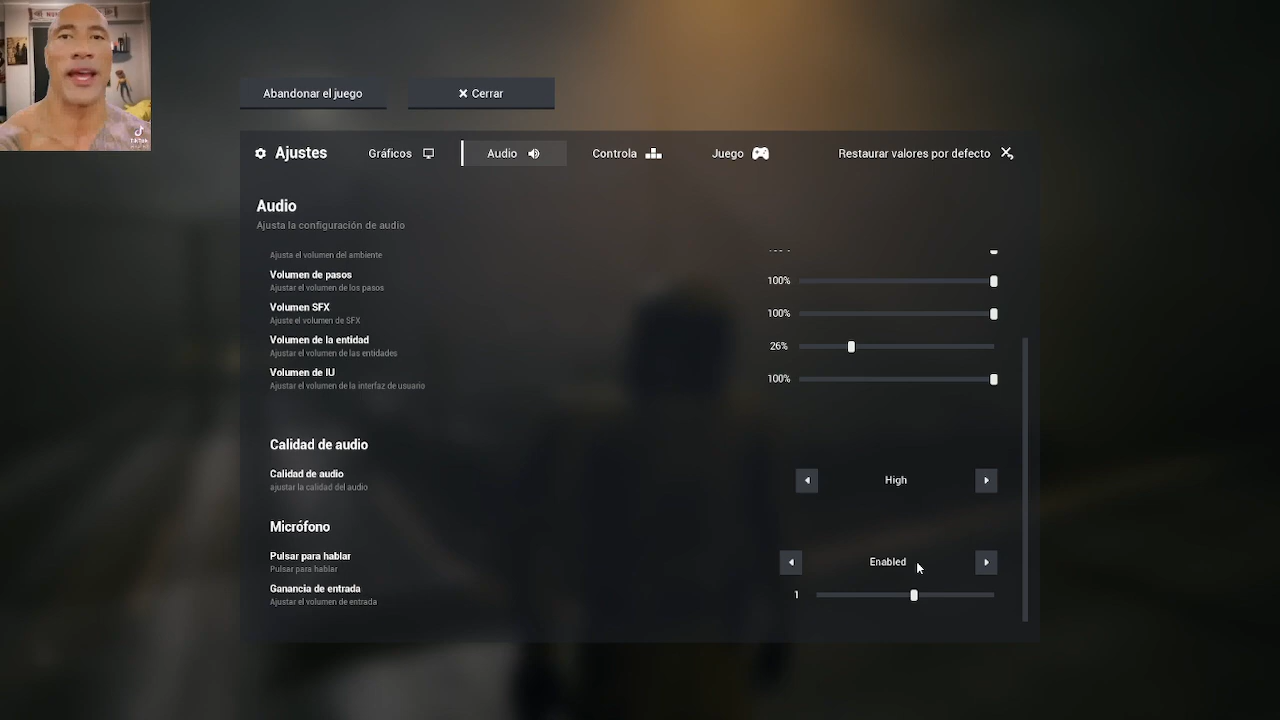 TikTok
Abandonar el juego
Cerrar
Ajustes
Gráficos
Audio
Controla
Juego
Restaurar valores por defecto
Audio
Ajusta la configuración de audio
Ajusta el volumen del ambiente
Volumen de pasos
100%
Ajustar el volumen de los pasos
Volumen SFX
100%
Ajuste el volumen de SFX
Volumen de la entidad
26%
Ajustar el volumen de las entidades
Volumen de IU
100%
Ajustar el volumen de la interfaz de usuario
Calidad de audio
Calidad de audio
High
ajustar la calidad del audio
Micrófono
Pulsar para hablar
Enabled
Pulsar para hablar
Ganancia de entrada
1
Ajustar el volumen de entrada